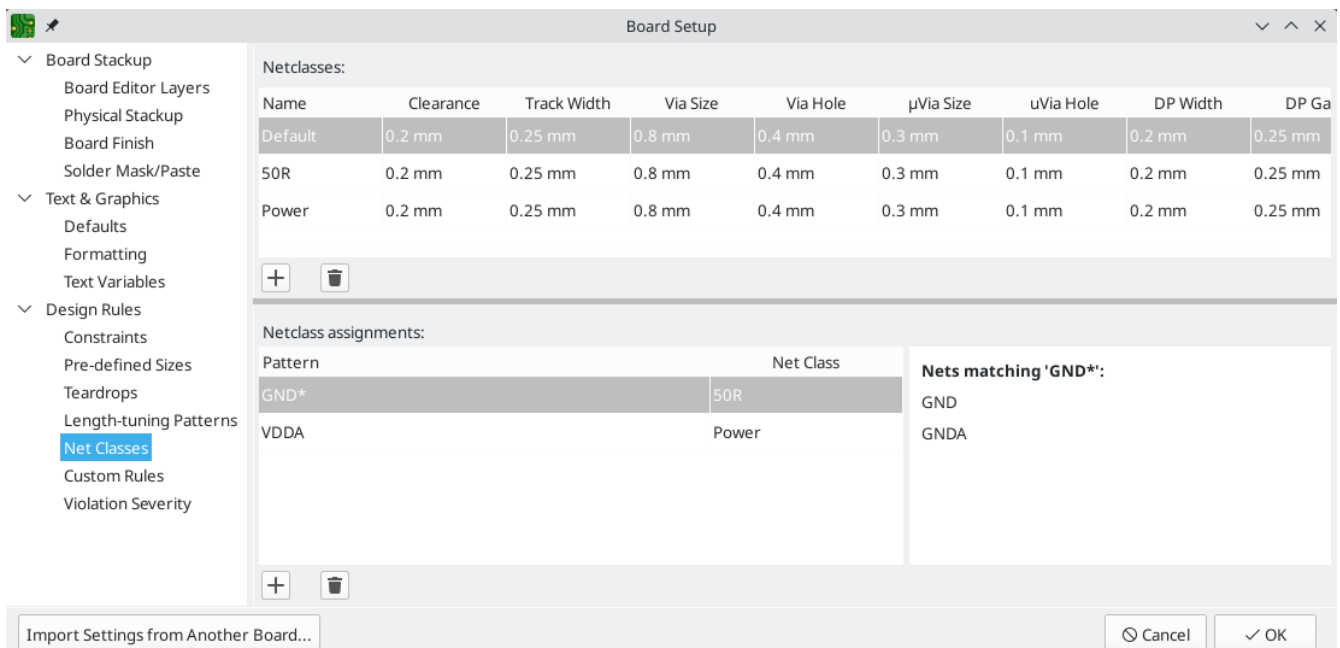 Board Setup
Board Stackup
Board Editor Layers
Physical Stackup
Board Finish
Solder Mask/Paste
Text & Graphics
Defaults
Formatting
Text Variables
Design Rules
Constraints
Pre-defined Sizes
Teardrops
Length-tuning Patterns
Net Classes
Custom Rules
Violation Severity
Netclasses:
Name Clearance Track Width Via Size Via Hole µVia Size uVia Hole DP Width DP Ga
Default 0.2 mm 0.25 mm 0.8 mm 0.4 mm 0.3 mm 0.1 mm 0.2 mm 0.25 mm
50R 0.2 mm 0.25 mm 0.8 mm 0.4 mm 0.3 mm 0.1 mm 0.2 mm 0.25 mm
Power 0.2 mm 0.25 mm 0.8 mm 0.4 mm 0.3 mm 0.1 mm 0.2 mm 0.25 mm
Netclass assignments:
Pattern Net Class
GND* 50R
VDDA Power
Nets matching 'GND*':
GND
GNDA
Import Settings from Another Board...
Cancel
OK